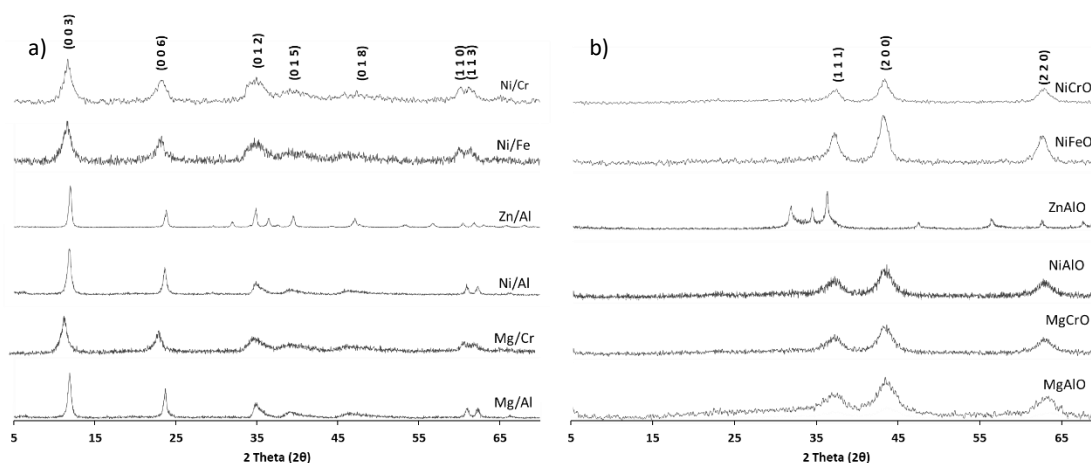 a)
(0 0 3)
(0 0 6)
(0 1 2)
(0 1 5)
(0 1 8)
(1 1 0)
(1 1 3)
Ni/Cr
Ni/Fe
Zn/Al
Ni/Al
Mg/Cr
Mg/Al
5 15 25 35 45 55 65
2 Theta (2θ)
b)
(1 1 1)
(2 0 0)
(2 2 0)
NiCrO
NiFeO
ZnAlO
NiAlO
MgCrO
MgAlO
5 15 25 35 45 55 65
2 Theta (2θ)